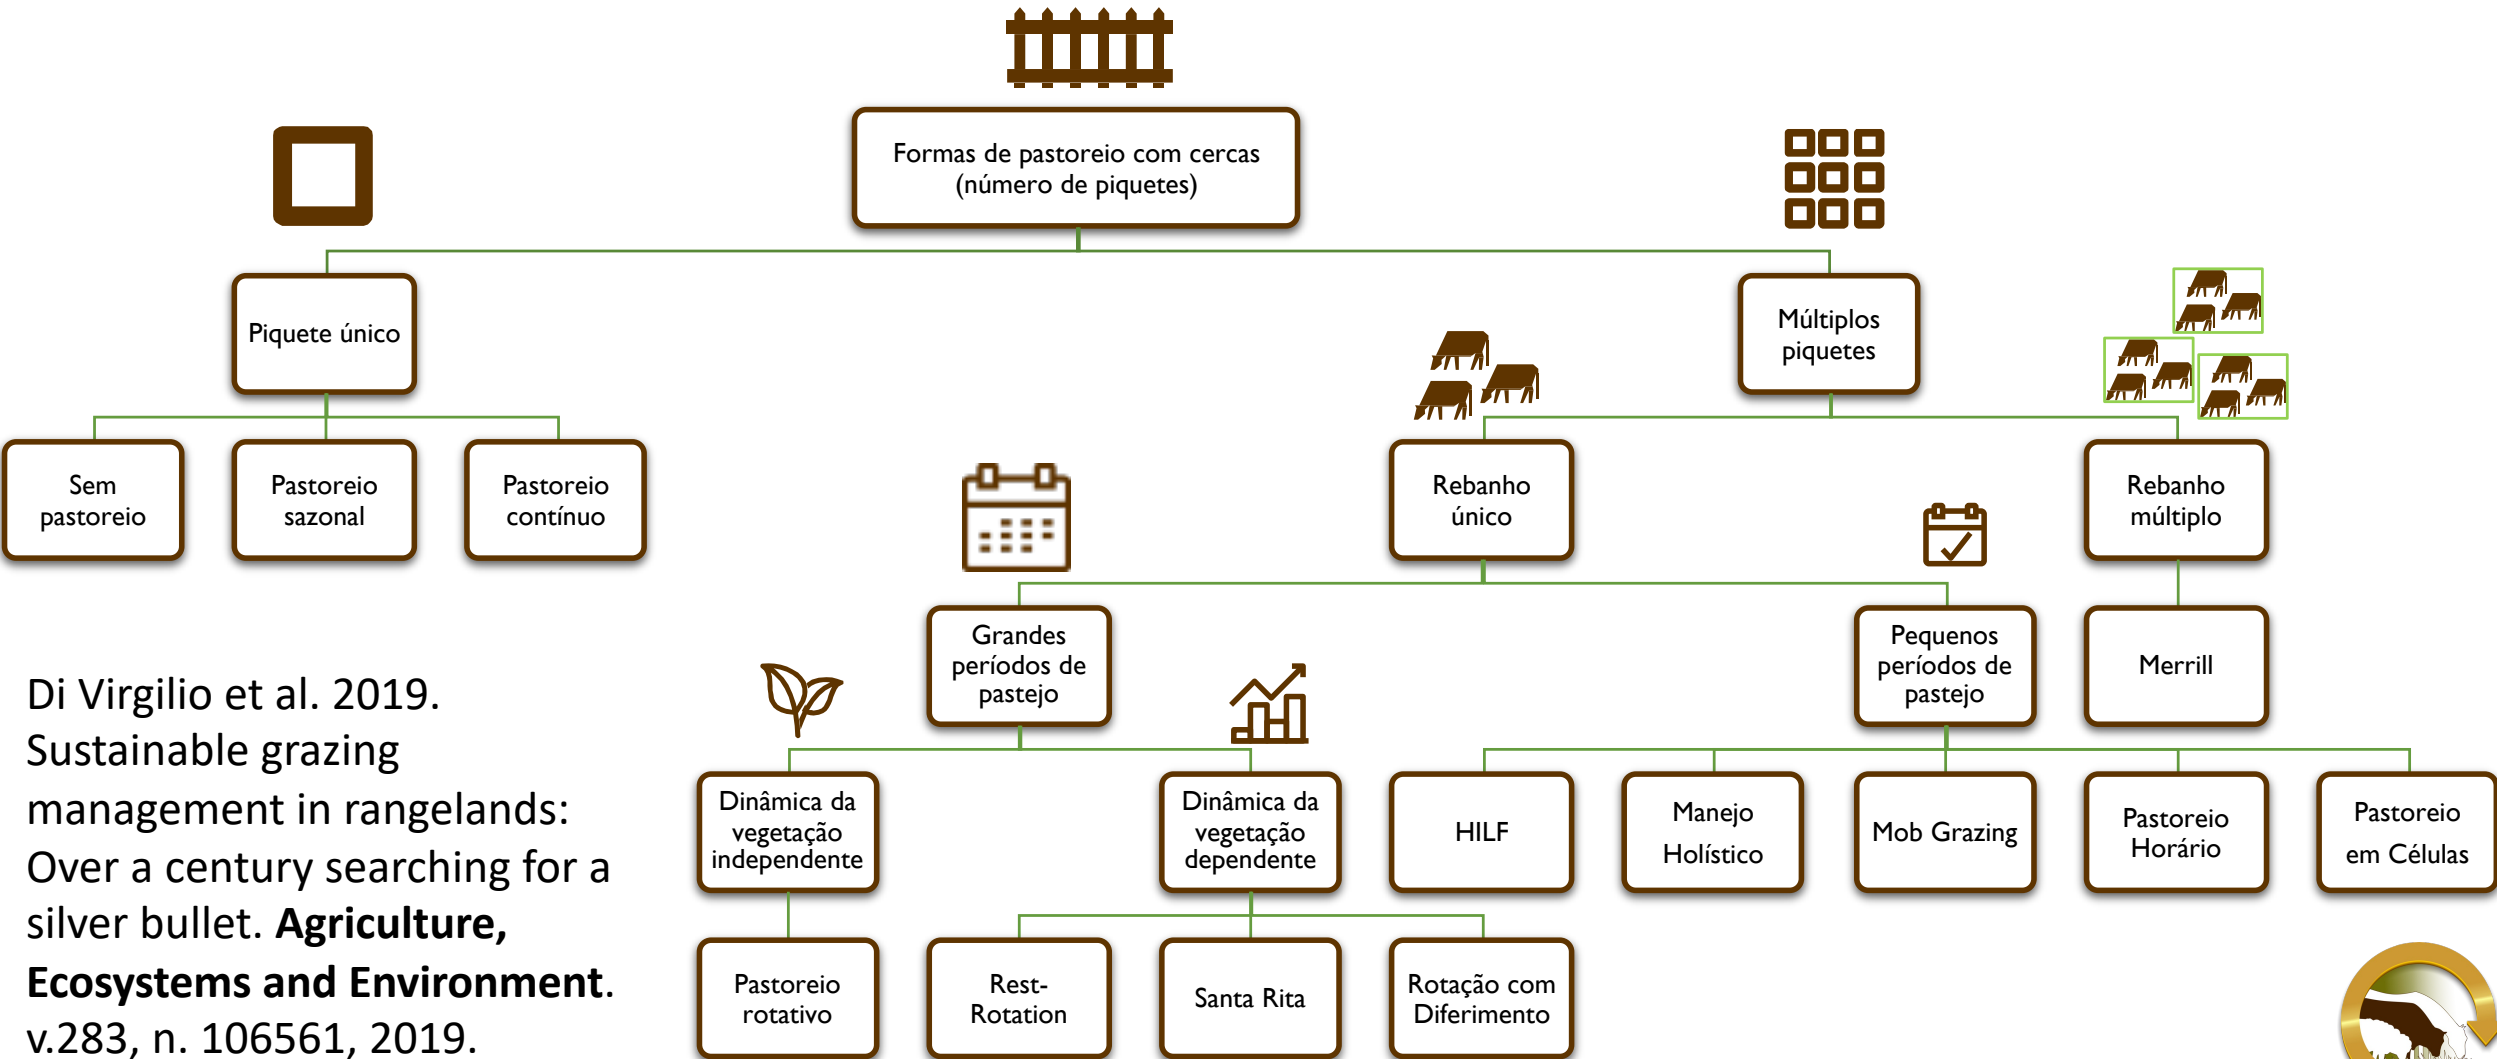 Formas de pastoreio com cercas
(número de piquetes)
Piquete único
Múltiplos
piquetes
Sem
pastoreio
Pastoreio
sazonal
Pastoreio
contínuo
Rebanho
único
Rebanho
múltiplo
Grandes
períodos de
pastejo
Pequenos
períodos de
pastejo
Merrill
Dinâmica da
vegetação
independente
Dinâmica da
vegetação
dependente
HILF
Manejo
Holístico
Mob Grazing
Pastoreio
Horário
Pastoreio
em Células
Pastoreio
rotativo
Rest-
Rotation
Santa Rita
Rotação com
Diferimento
Di Virgilio et al. 2019.
Sustainable grazing
management in rangelands:
Over a century searching for a
silver bullet. Agriculture,
Ecosystems and Environment.
v.283, n. 106561, 2019.